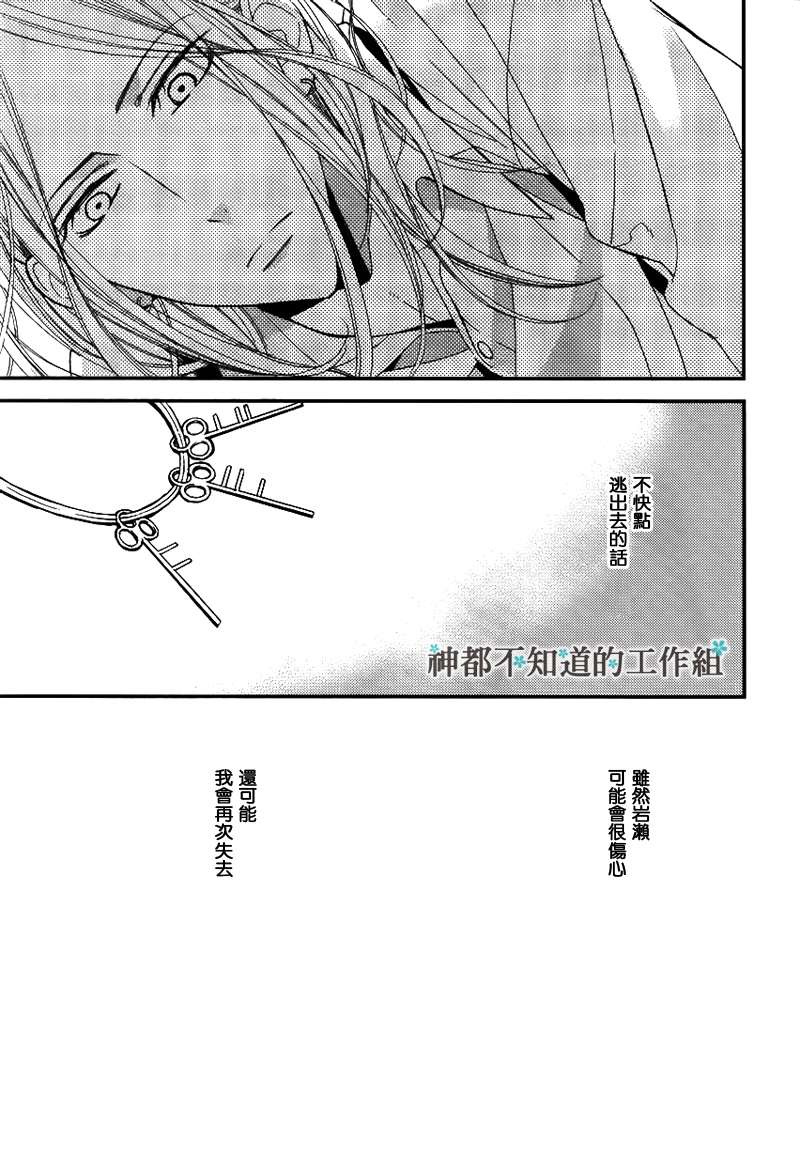 不快點
逃出去的話
神都不知道的工作組
雖然岩瀨
可能會很傷心
還可能
我會再次失去